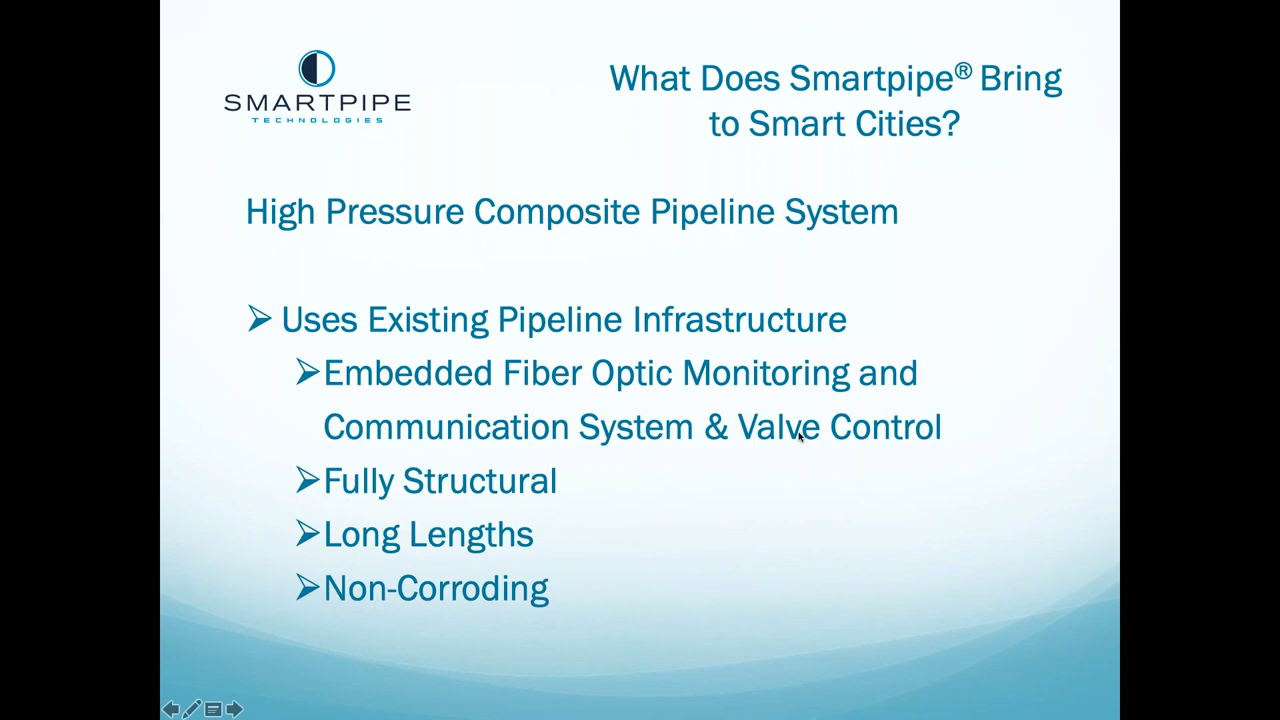 SMARTPIPE
TECHNOLOGIES
What Does Smartpipe® Bring
to Smart Cities?
High Pressure Composite Pipeline System
➢ Uses Existing Pipeline Infrastructure
➢Embedded Fiber Optic Monitoring and
Communication System & Valve Control
➢Fully Structural
➢Long Lengths
➢Non-Corroding